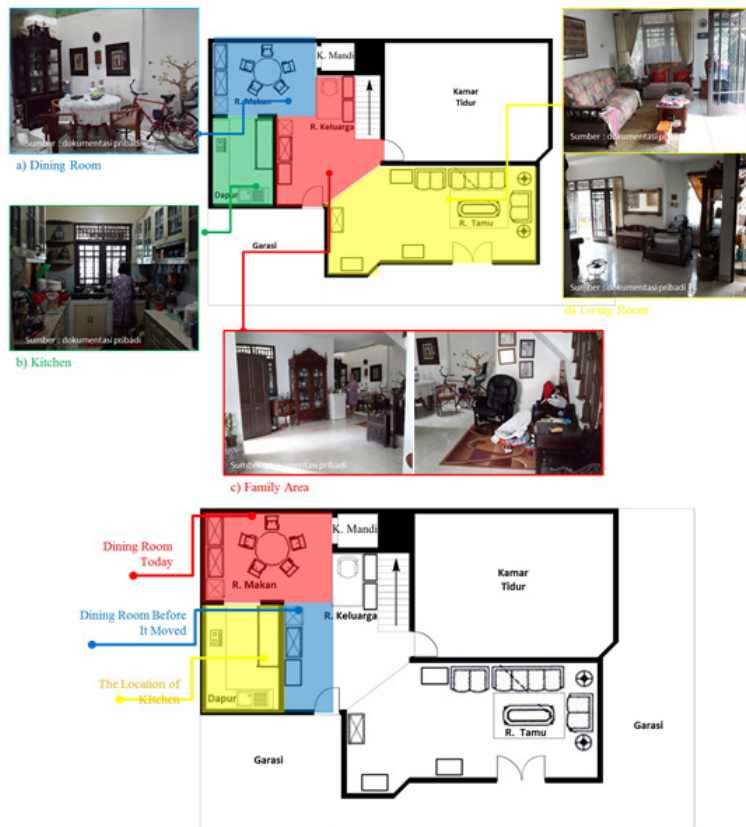 K. Mandi
R. Makan
R. Keluarga
Kamar
Tidur
Sumber : dokumentasi pribadi
Sumber : dokumentasi pribadi
a) Dining Room
Dapur
R. Tamu
Garasi
Sumber : dokumentasi pribadi
d) Living Room
Sumber : dokumentasi pribadi
b) Kitchen
Sumber : dokumentasi pribadi
c) Family Area
K. Mandi
Dining Room
Today
R. Makan
Kamar
Tidur
Dining Room Before
It Moved
R. Keluarga
The Location of
Kitchen
Dapur
R. Tamu
Garasi
Garasi